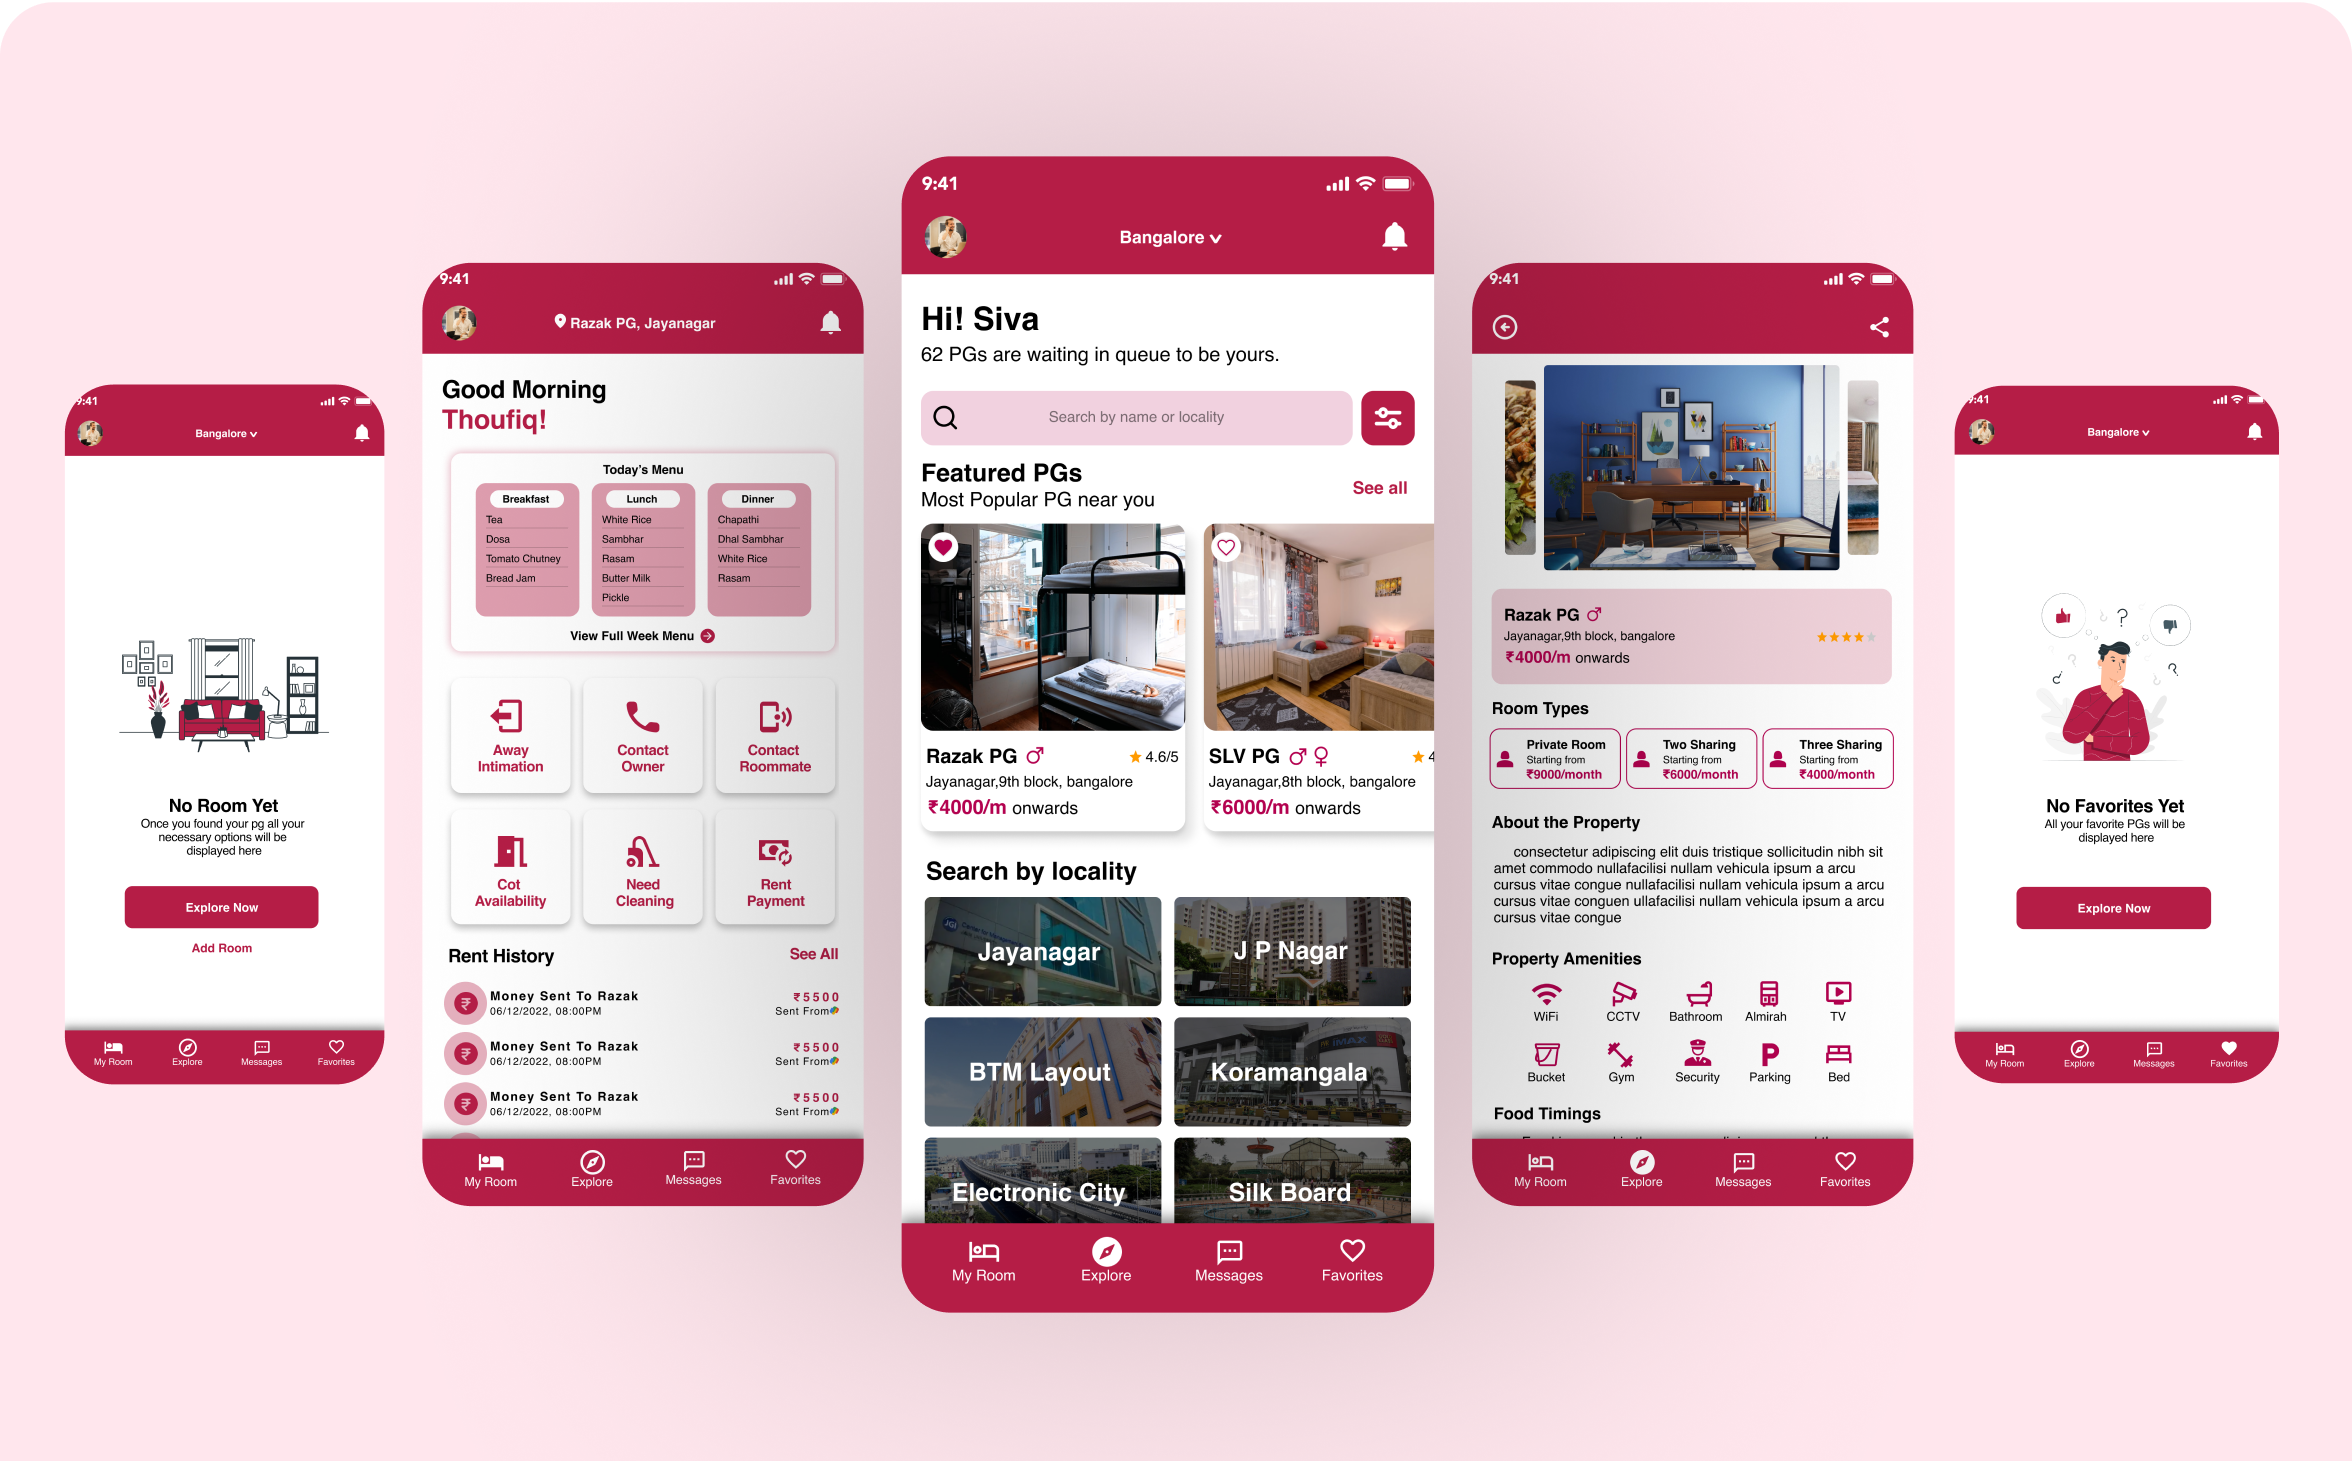 9:41
Bangalore
No Room Yet
Once you found your pg all your
necessary options will be
displayed here
Explore Now
Add Room
My Room
Explore
Messages
Favorites
9:41
Razak PG, Jayanagar
Good Morning
Thoufiq!
Today's Menu
Breakfast
Tea
Dosa
Tomato Chutney
Bread Jam
Lunch
White Rice
Sambhar
Rasam
Butter Milk
Pickle
Dinner
Chapathi
Dhal Sambhar
White Rice
Rasam
View Full Week Menu
Away
Intimation
Contact
Owner
Contact
Roommate
Cot
Availability
Need
Cleaning
Rent
Payment
Rent History
See All
Money Sent To Razak
₹5500
06/12/2022, 08:00PM
Sent From
Money Sent To Razak
₹5500
06/12/2022, 08:00PM
Sent From
Money Sent To Razak
₹5500
06/12/2022, 08:00PM
Sent From
My Room
Explore
Messages
Favorites
9:41
Bangalore
Hi! Siva
62 PGs are waiting in queue to be yours.
Search by name or locality
Featured PGs
Most Popular PG near you
See all
Razak PG
4.6/5
Jayanagar,9th block, bangalore
₹4000/m onwards
SLV PG
4
Jayanagar,8th block, bangalore
₹6000/m onwards
Search by locality
JGI
Jayanagar
J P Nagar
BTM Layout
IMAX
Koramangala
Electronic City
Silk Board
My Room
Explore
Messages
Favorites
9:41
Razak PG
Jayanagar,9th block, bangalore
₹4000/m onwards
Room Types
Private Room
Starting from
₹9000/month
Two Sharing
Starting from
₹6000/month
Three Sharing
Starting from
₹4000/month
About the Property
consectetur adipiscing elit duis tristique sollicitudin nibh sit
amet commodo nullafacilisi nullam vehicula ipsum a arcu
cursus vitae congue nullafacilisi nullam vehicula ipsum a arcu
cursus vitae conguen ullafacilisi nullam vehicula ipsum a arcu
cursus vitae congue
Property Amenities
WiFi
CCTV
Bathroom
Almirah
TV
Bucket
Gym
Security
P
Parking
Bed
Food Timings
My Room
Explore
Messages
Favorites
9:41
Bangalore
No Favorites Yet
All your favorite PGs will be
displayed here
Explore Now
My Room
Explore
Messages
Favorites